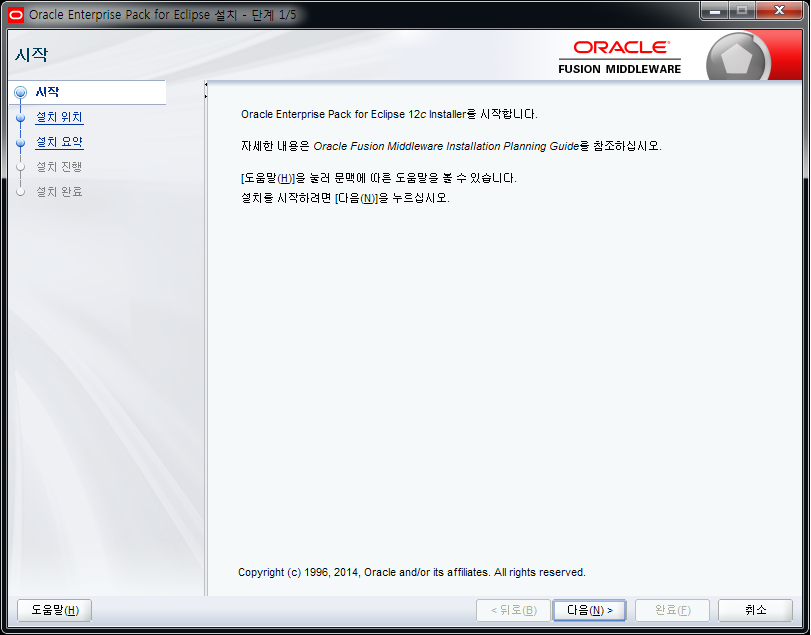 Oracle Enterprise Pack for Eclipse 설치 - 단계 1/5
시작
ORACLE
FUSION MIDDLEWARE
시작
설치 위치
설치 요약
설치 진행
설치 완료
Oracle Enterprise Pack for Eclipse 12c Installer를 시작합니다.
자세한 내용은 Oracle Fusion Middleware Installation Planning Guide를 참조하십시오.
[도움말(H)]을 눌러 문맥에 따른 도움말을 볼 수 있습니다.
설치를 시작하려면 [다음(N)]을 누르십시오.
Copyright (c) 1996, 2014, Oracle and/or its affiliates. All rights reserved.
도움말(H)
< 뒤로(B)
다음(N) >
완료(F)
취소